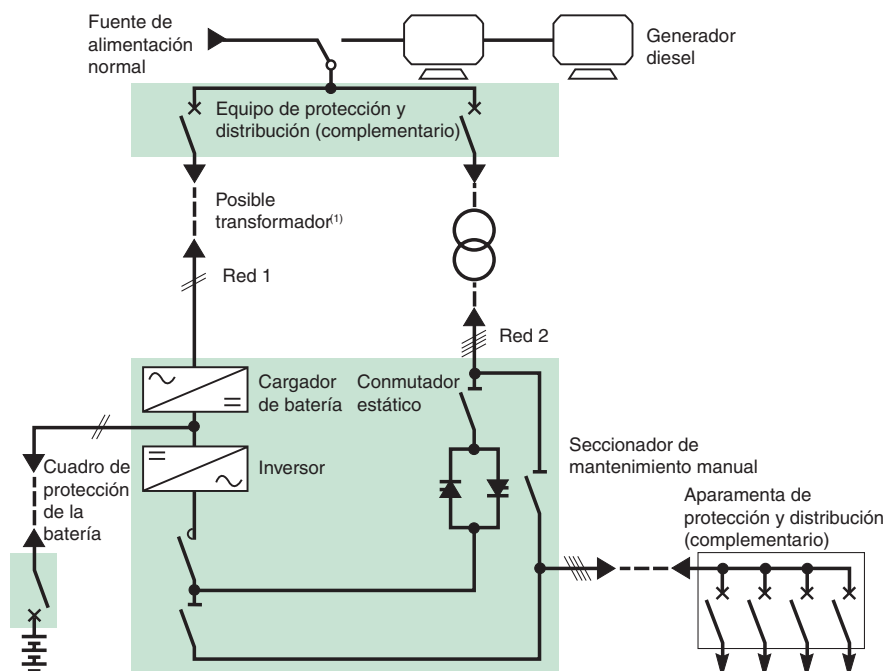 Fuente de
alimentación
normal
Generador
diesel
Equipo de protección y
distribución (complementario)
Posible
transformador(1)
Red 1
Red 2
Cargador
de batería
Conmutador
estático
Inversor
Seccionador de
mantenimiento manual
Cuadro de
protección
de la
batería
Aparamenta de
protección y distribución
(complementario)